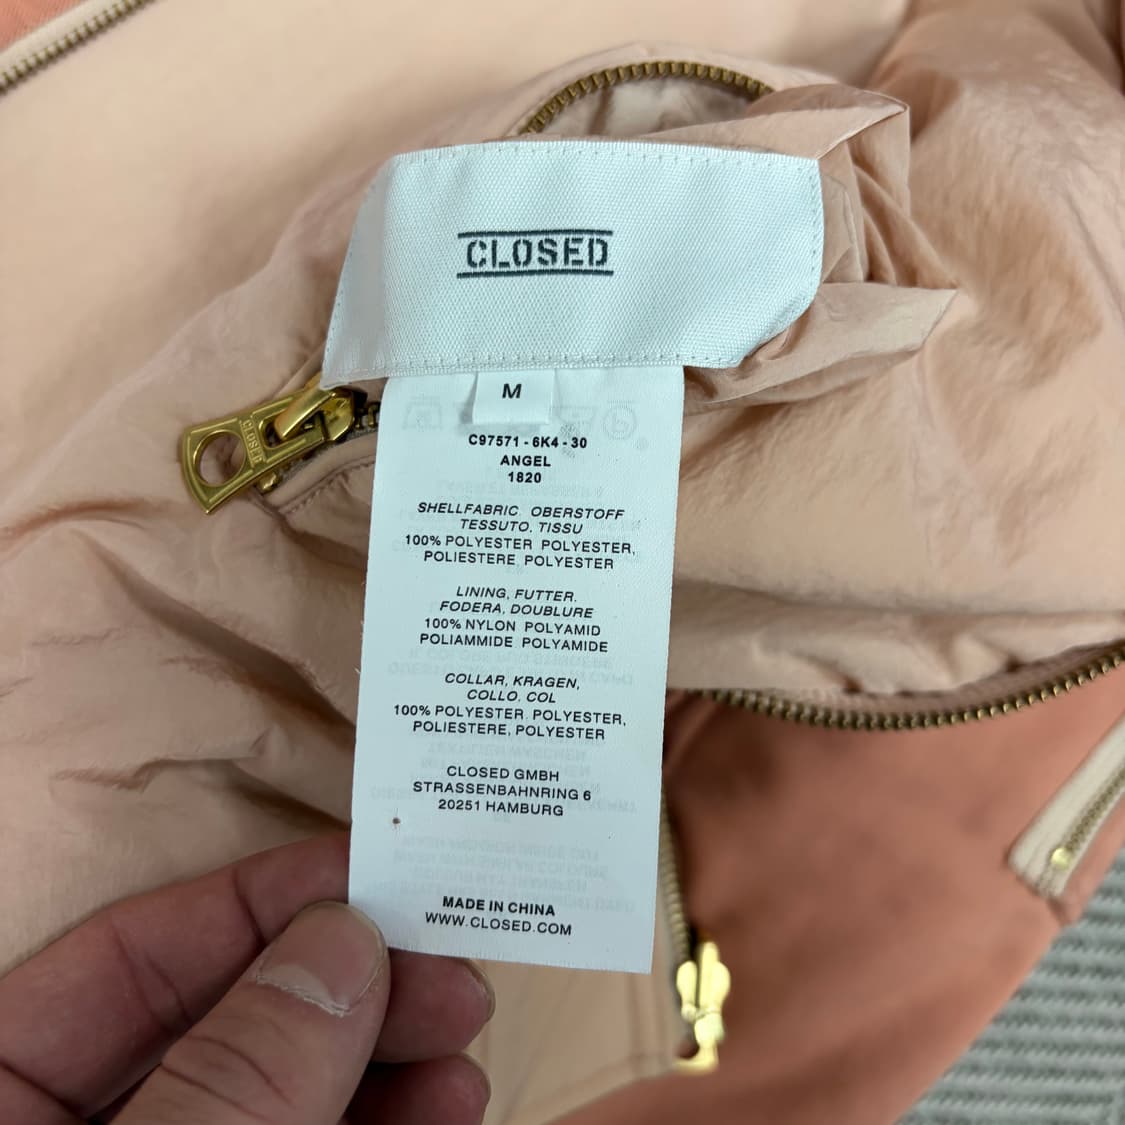 CLOSED
M
CLOSED
C97571 - 6K4 - 30
ANGEL
1820
SHELLFABRIC, OBERSTOFF
TESSUTO, TISSU
100% POLYESTER POLYESTER,
POLIESTERE POLYESTER
LINING, FUTTER,
FODERA, DOUBLURE
100% NYLON POLYAMID
POLIAMMIDE POLYAMIDE
COLLAR, KRAGEN,
COLLO, COL
100% POLYESTER, POLYESTER,
POLIESTERE, POLYESTER
CLOSED GMBH
STRASSENBAHNRING 6
20251 HAMBURG
MADE IN CHINA
WWW.CLOSED.COM